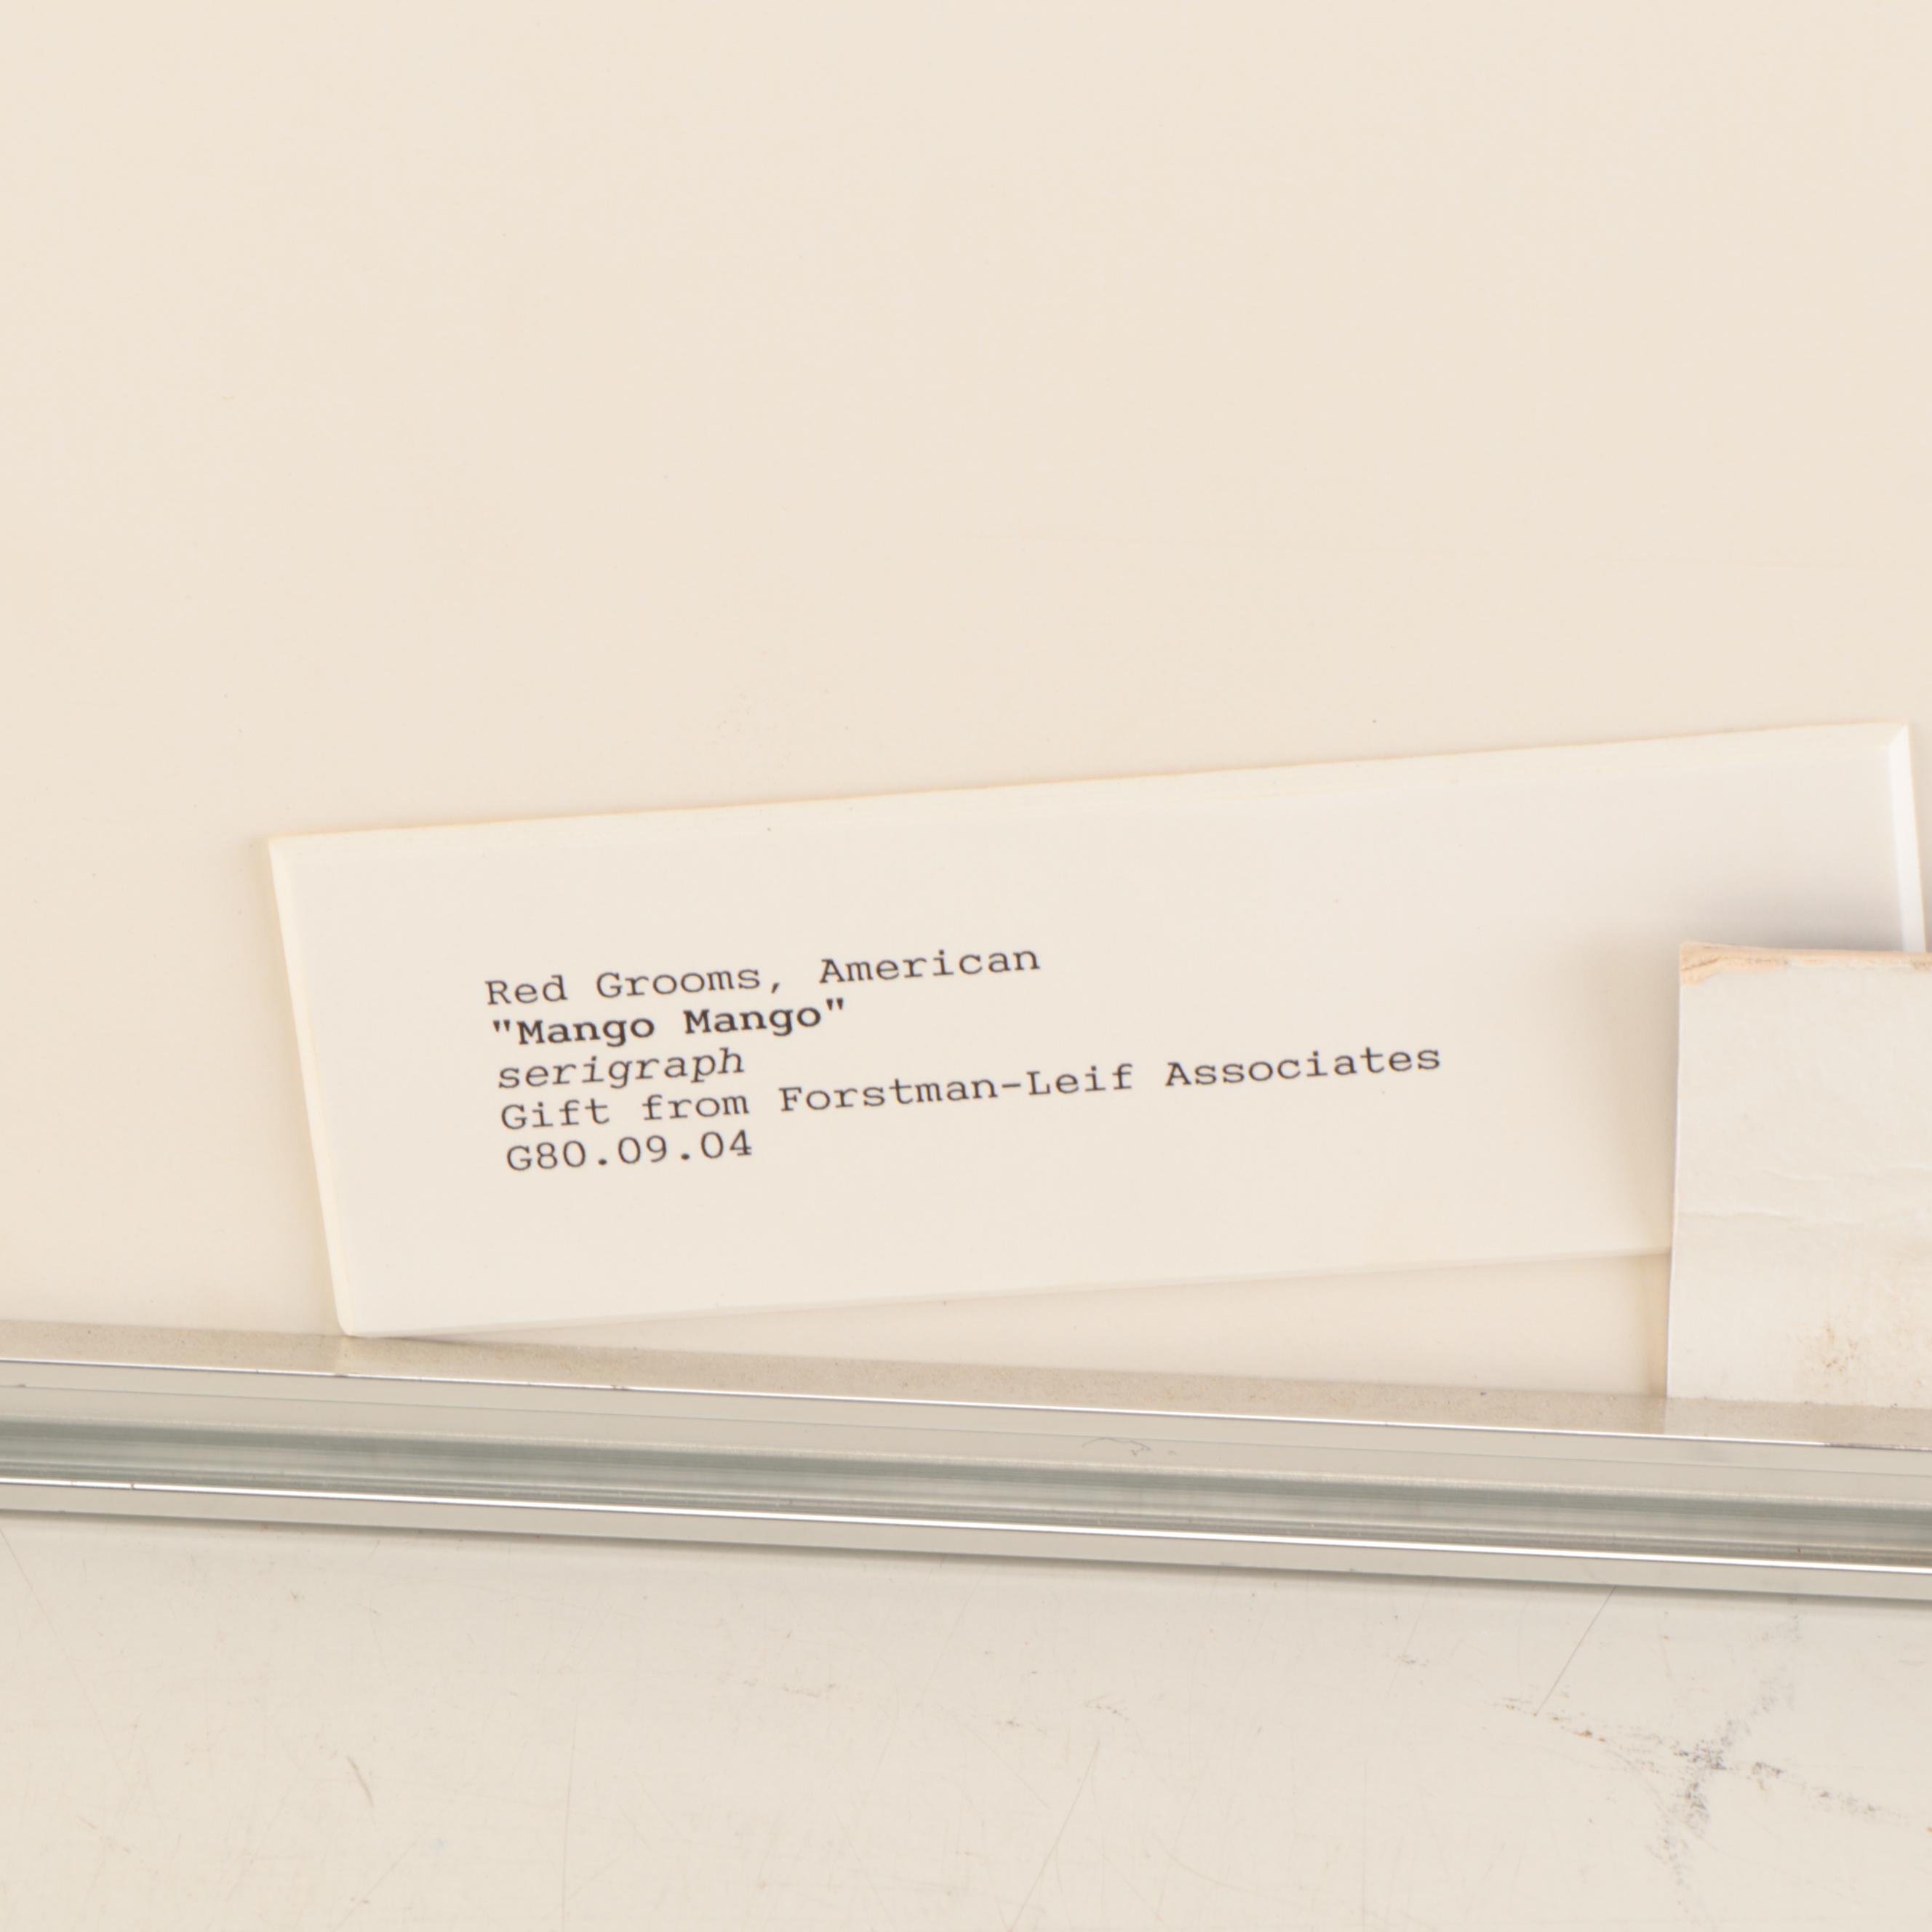 Red Grooms, American
"Mango Mango"
serigraph
Gift from Forstman-Leif Associates
G80.09.04